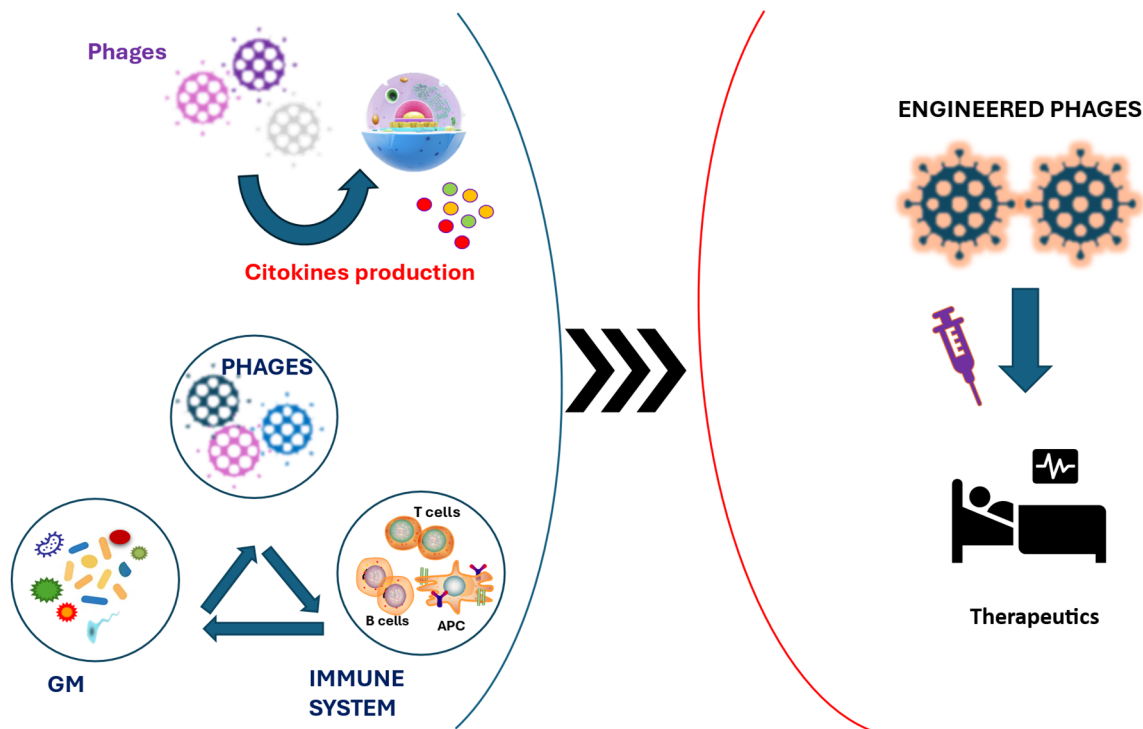 Phages
Citokines production
PHAGES
T cells
B cells
APC
GM
IMMUNE
SYSTEM
ENGINEERED PHAGES
Therapeutics